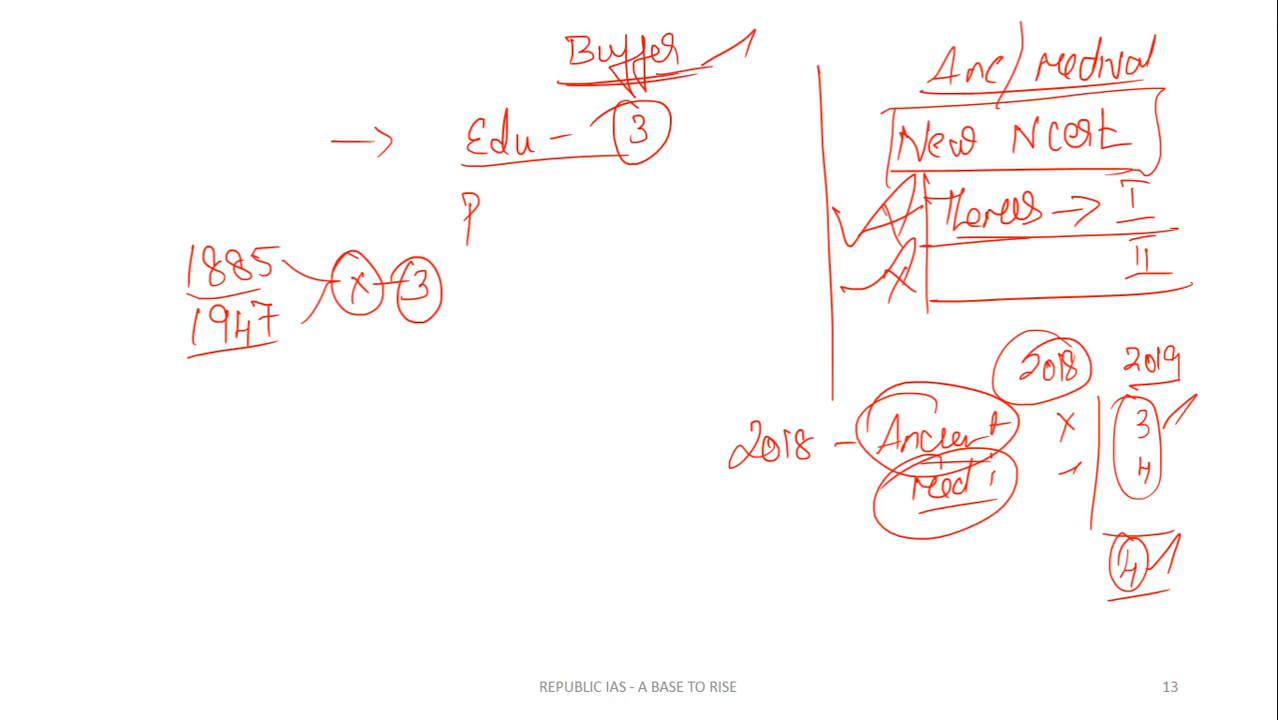 Buffer
→ Edu - 3
P
1885
1947
x 3
Anc/Medival
New Ncert
Themes → I
II
x
2018 2019
2018 - Ancient x 3
Medi - 4
4
REPUBLIC IAS - A BASE TO RISE
13